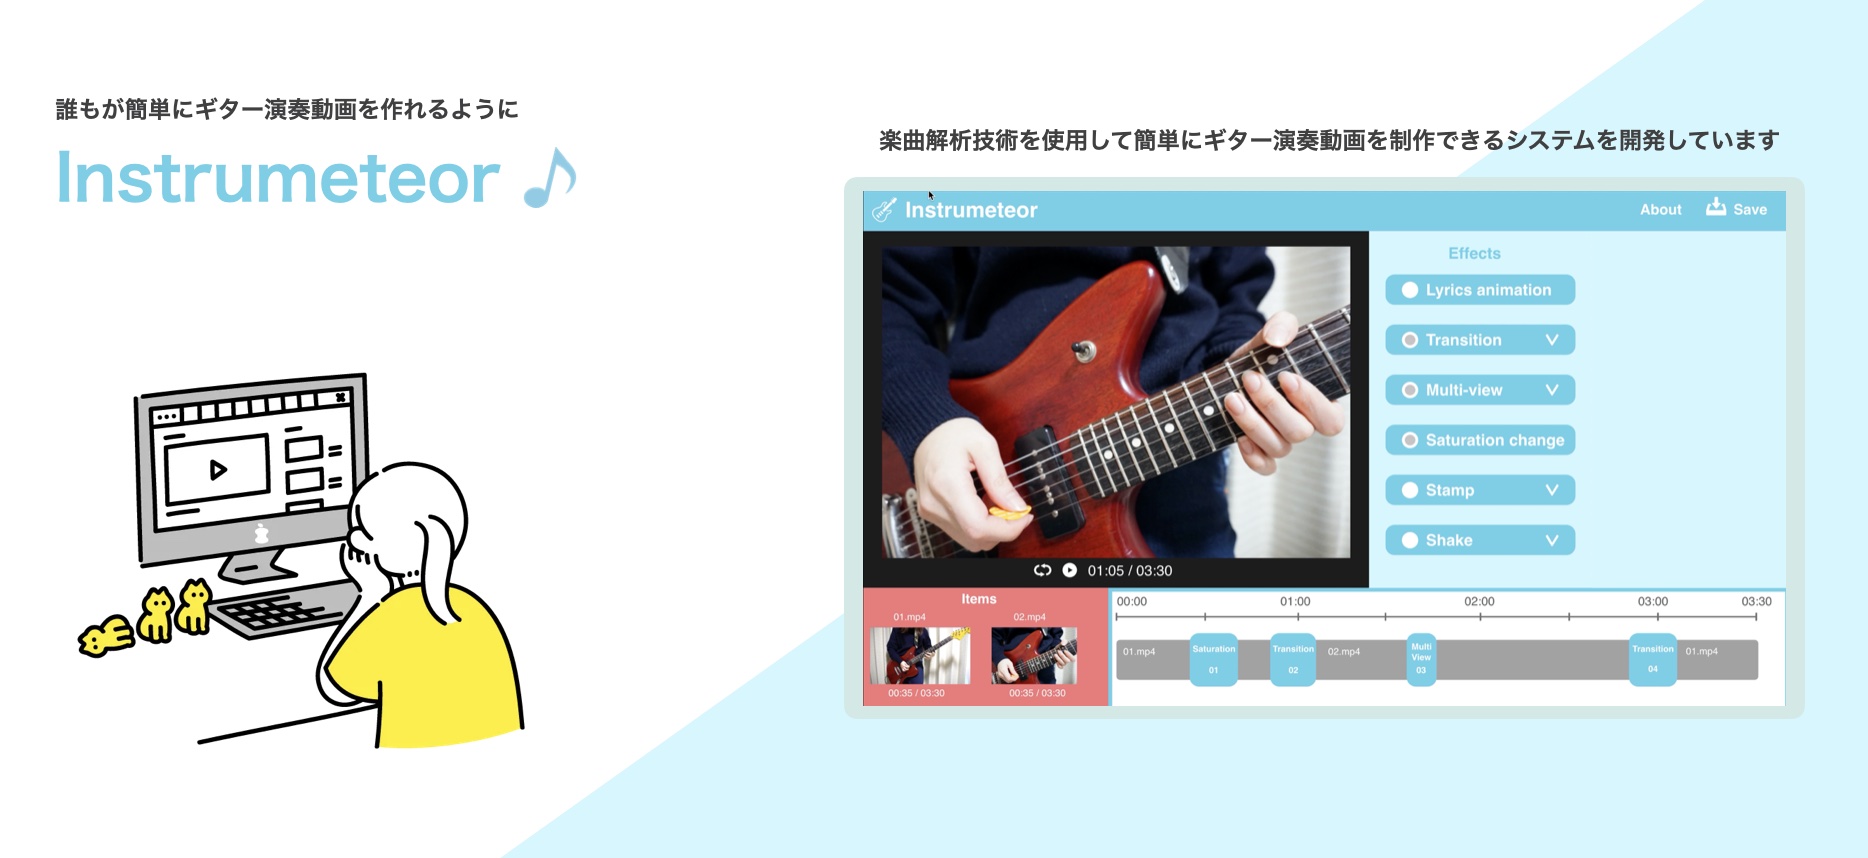 誰もが簡単にギター演奏動画を作れるように
Instrumeteor
楽曲解析技術を使用して簡単にギター演奏動画を制作できるシステムを開発しています
Instrumeteor
About
Save
Effects
Lyrics animation
Transition
Multi-view
Saturation change
Stamp
Shake
01:05 / 03:30
Items
01.mp4
02.mp4
00:35 / 03:30
00:35 / 03:30
00:00
01:00
02:00
03:00
03:30
01.mp4
Saturation
01
Transition
02
02.mp4
Multi
View
03
Transition
04
01.mp4